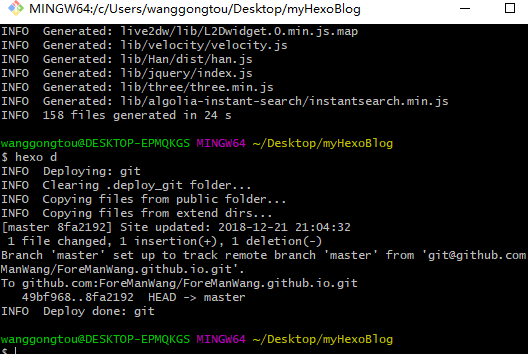 MINGW64:/c/Users/wanggongtou/Desktop/myHexoBlog
INFO  Generated: live2dw/lib/L2Dwidget.0.min.js.map
INFO  Generated: lib/velocity/velocity.js
INFO  Generated: lib/Han/dist/han.js
INFO  Generated: lib/jquery/index.js
INFO  Generated: lib/three/three.min.js
INFO  Generated: lib/algolia-instant-search/instantsearch.min.js
INFO  158 files generated in 24 s
wanggongtou@DESKTOP-EPMQKGS MINGW64 ~/Desktop/myHexoBlog
$ hexo d
INFO  Deploying: git
INFO  Clearing .deploy_git folder...
INFO  Copying files from public folder...
INFO  Copying files from extend dirs...
[master 8fa2192] Site updated: 2018-12-21 21:04:32
 1 file changed, 1 insertion(+), 1 deletion(-)
Branch 'master' set up to track remote branch 'master' from 'git@github.com
ManWang/ForeManWang.github.io.git'.
To github.com:ForeManWang/ForeManWang.github.io.git
   49bf968..8fa2192  HEAD -> master
INFO  Deploy done: git
wanggongtou@DESKTOP-EPMQKGS MINGW64 ~/Desktop/myHexoBlog
$